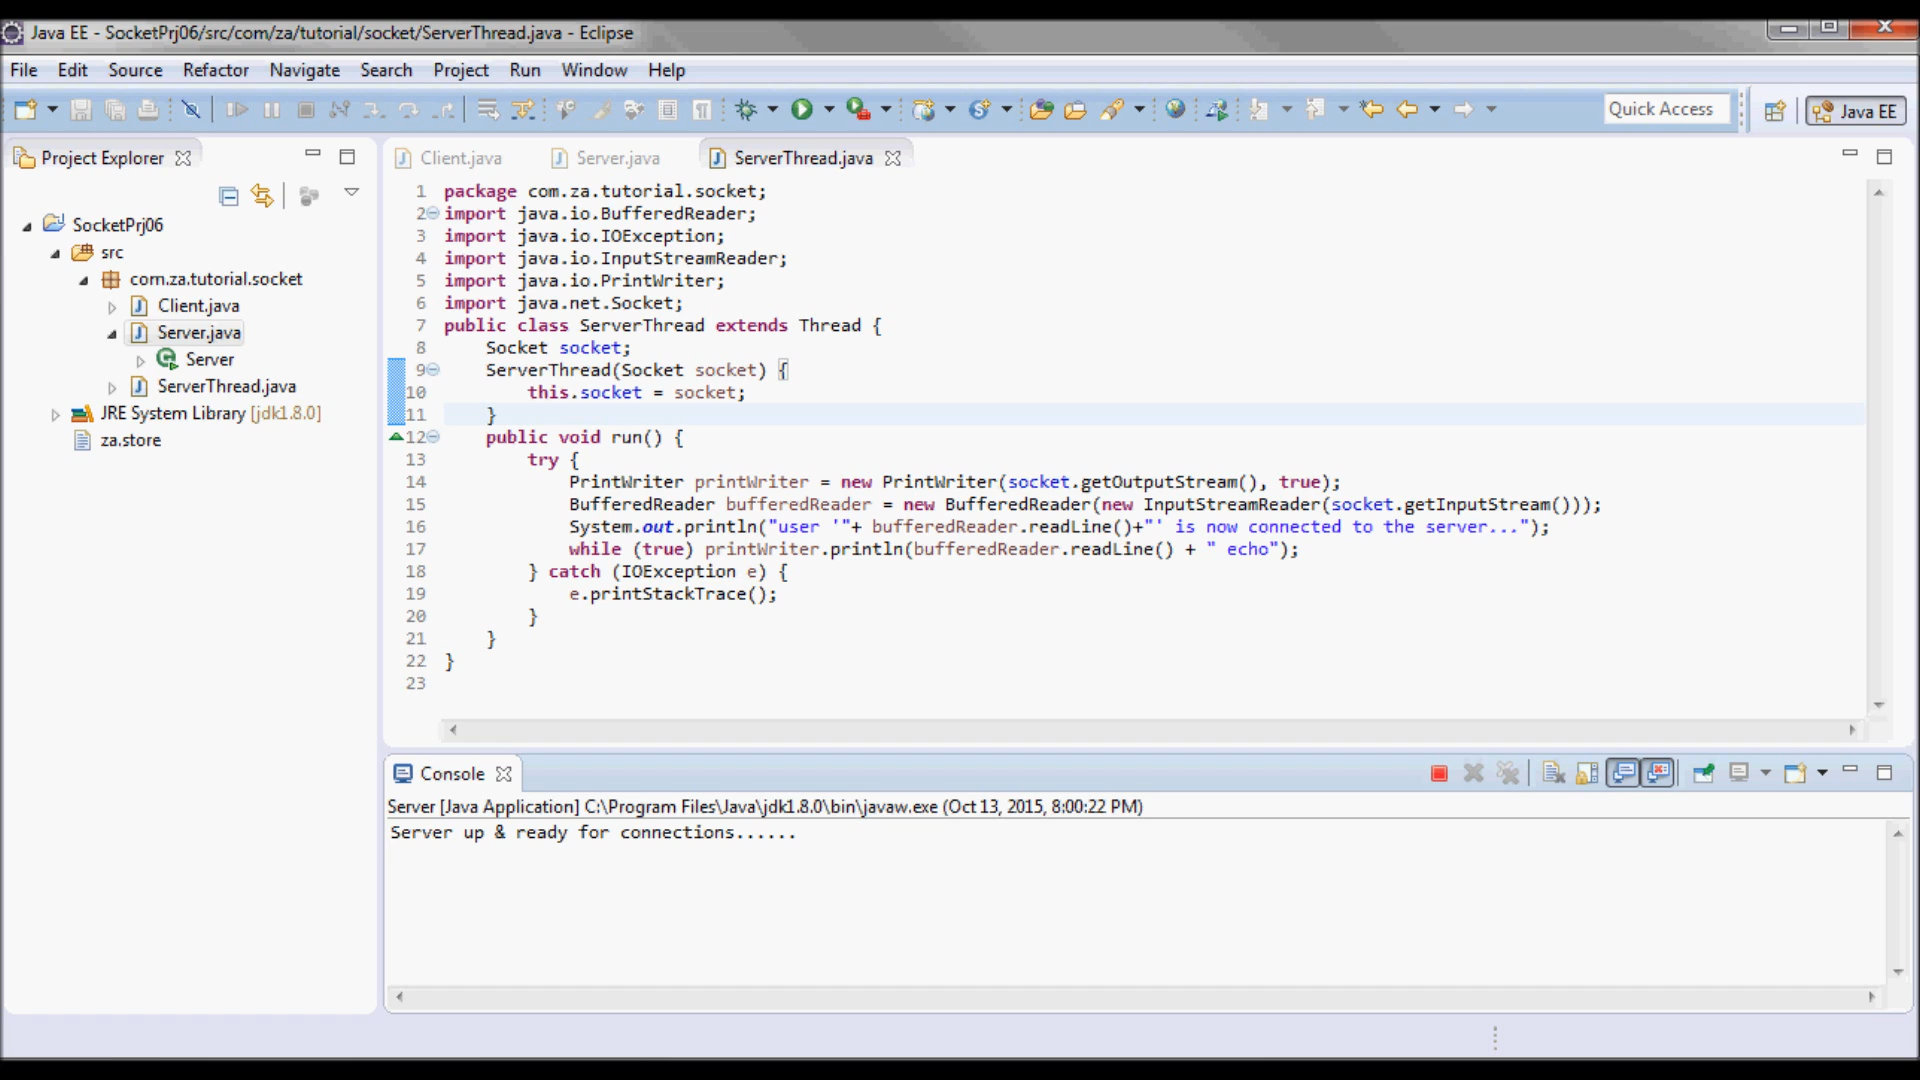 Java EE - SocketPrj06/src/com/za/tutorial/socket/ServerThread.java - Eclipse
File Edit Source Refactor Navigate Search Project Run Window Help
Quick Access
Java EE
Project Explorer
SocketPrj06
src
com.za.tutorial.socket
Client.java
Server.java
Server
ServerThread.java
JRE System Library [jdk1.8.0]
za.store
Client.java Server.java ServerThread.java
1 package com.za.tutorial.socket;
2 import java.io.BufferedReader;
3 import java.io.IOException;
4 import java.io.InputStreamReader;
5 import java.io.PrintWriter;
6 import java.net.Socket;
7 public class ServerThread extends Thread {
8 Socket socket;
9 ServerThread(Socket socket) {
10 this.socket = socket;
11 }
12 public void run() {
13 try {
14 PrintWriter printWriter = new PrintWriter(socket.getOutputStream(), true);
15 BufferedReader bufferedReader = new BufferedReader(new InputStreamReader(socket.getInputStream()));
16 System.out.println("user '"+ bufferedReader.readLine()+"' is now connected to the server...");
17 while (true) printWriter.println(bufferedReader.readLine() + " echo");
18 } catch (IOException e) {
19 e.printStackTrace();
20 }
21 }
22 }
23
Console
Server [Java Application] C:\Program Files\Java\jdk1.8.0\bin\javaw.exe (Oct 13, 2015, 8:00:22 PM)
Server up & ready for connections......